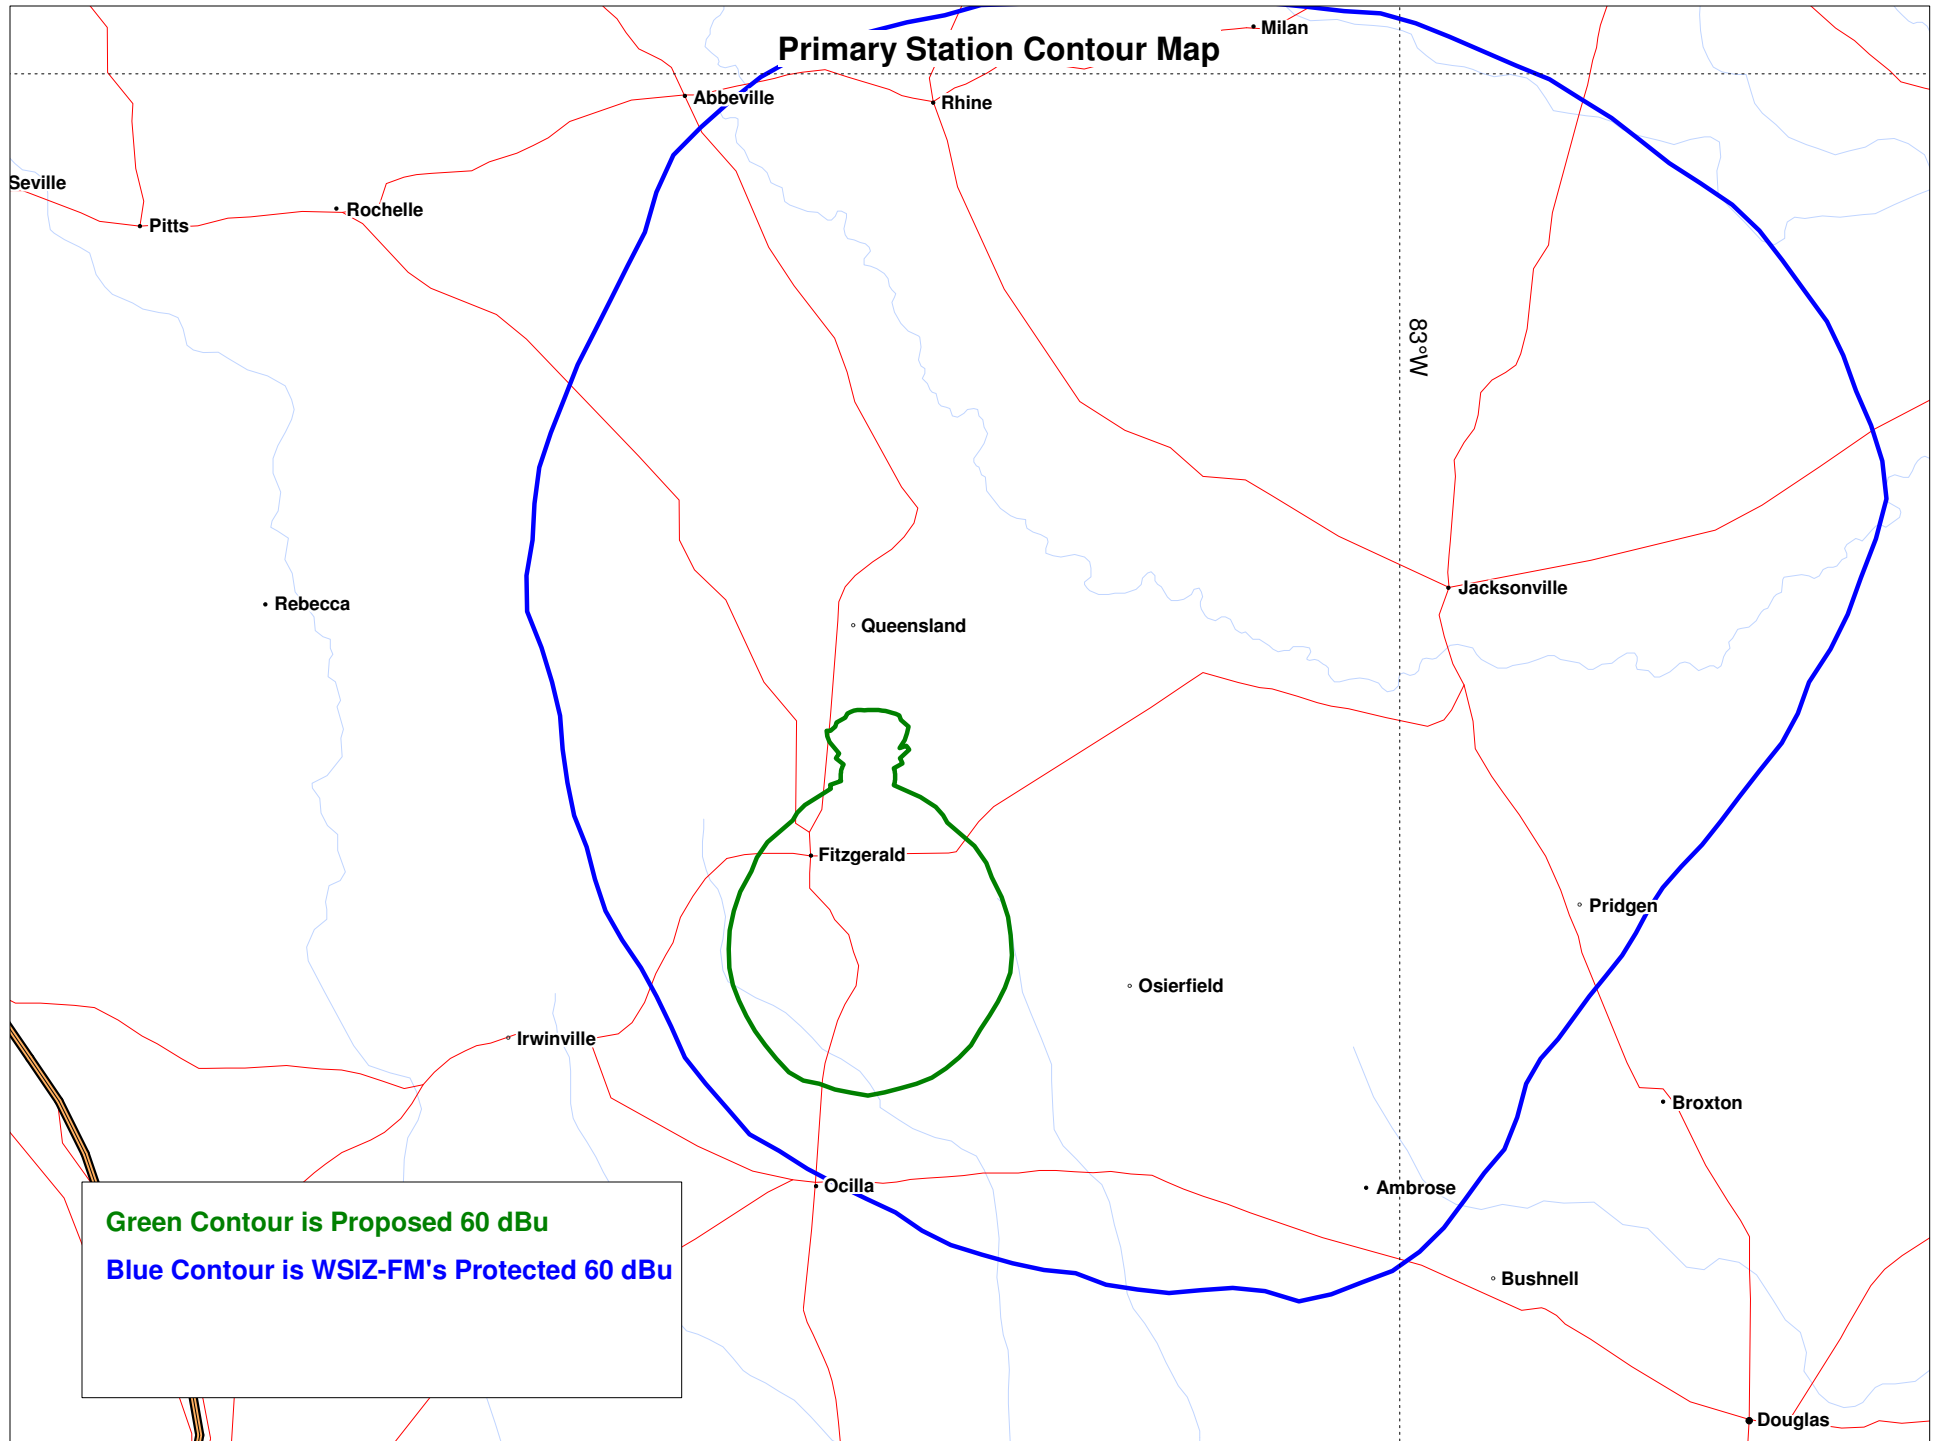 Milan
Primary Station Contour Map
Abbeville
Rhine
Seville
Rochelle
Pitts
83°W
Jacksonville
Rebecca
Queensland
Fitzgerald
Pridgen
Osierfield
Irwinville
Broxton
Ocilla
Ambrose
Green Contour is Proposed 60 dBu
Blue Contour is WSIZ-FM's Protected 60 dBu
Bushnell
Douglas